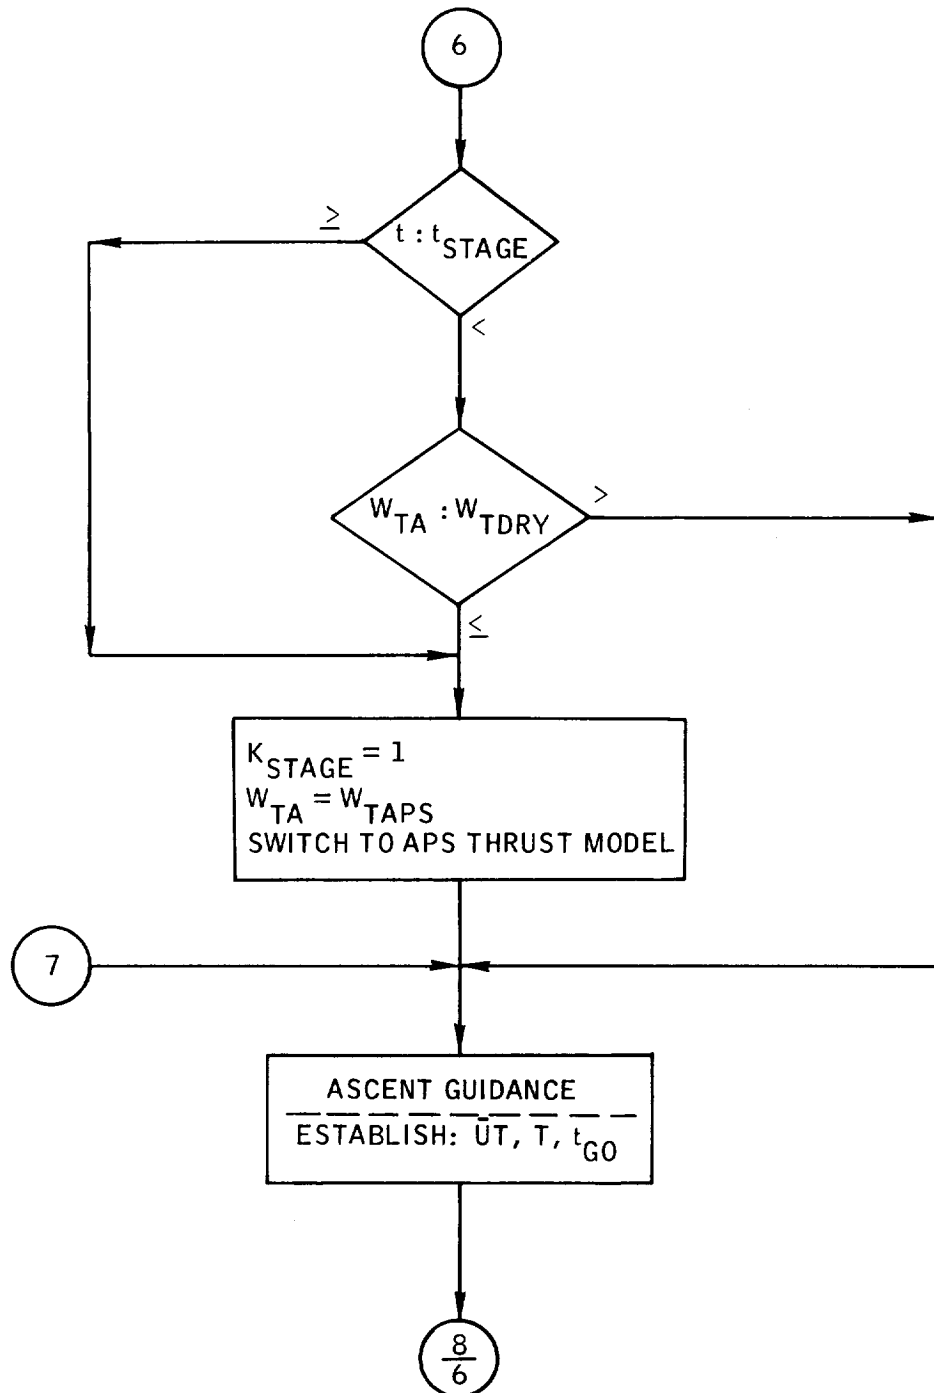 6
≥
t : tSTAGE
<
WTA : WTDRY
>
≤
KSTAGE = 1
WTA = WTAPS
SWITCH TO APS THRUST MODEL
7
ASCENT GUIDANCE
ESTABLISH: ŪT, T, tGO
8
6